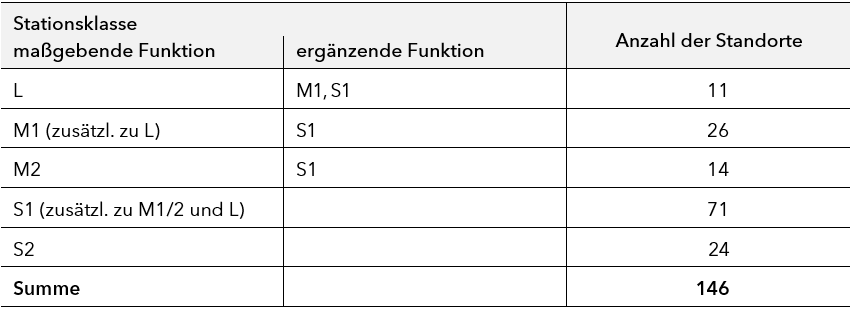 Stationsklasse
maßgebende Funktion ergänzende Funktion Anzahl der Standorte
L M1, S1 11
M1 (zusätzl. zu L) S1 26
M2 S1 14
S1 (zusätzl. zu M1/2 und L) 71
S2 24
Summe 146